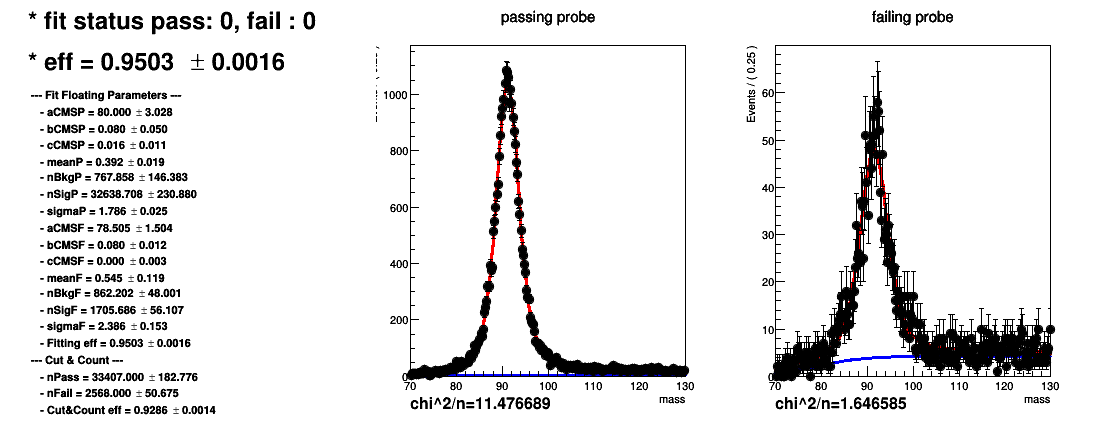 * fit status pass: 0, fail : 0
* eff = 0.9503 ± 0.0016
--- Fit Floating Parameters ---
- aCMSP = 80.000 ± 3.028
- bCMSP = 0.080 ± 0.050
- cCMSP = 0.016 ± 0.011
- meanP = 0.392 ± 0.019
- nBkgP = 767.858 ± 146.383
- nSigP = 32638.708 ± 230.880
- sigmaP = 1.786 ± 0.025
- aCMSF = 78.505 ± 1.504
- bCMSF = 0.080 ± 0.012
- cCMSF = 0.000 ± 0.003
- meanF = 0.545 ± 0.119
- nBkgF = 862.202 ± 48.001
- nSigF = 1705.686 ± 56.107
- sigmaF = 2.386 ± 0.153
- Fitting eff = 0.9503 ± 0.0016
--- Cut & Count ---
- nPass = 33407.000 ± 182.776
- nFail = 2568.000 ± 50.675
- Cut&Count eff = 0.9286 ± 0.0014
passing probe
1000
800
600
400
200
0
70 80 90 100 110 120 130
mass
chi^2/n=11.476689
failing probe
Events / ( 0.25 )
60
50
40
30
20
10
0
70 80 90 100 110 120 130
mass
chi^2/n=1.646585